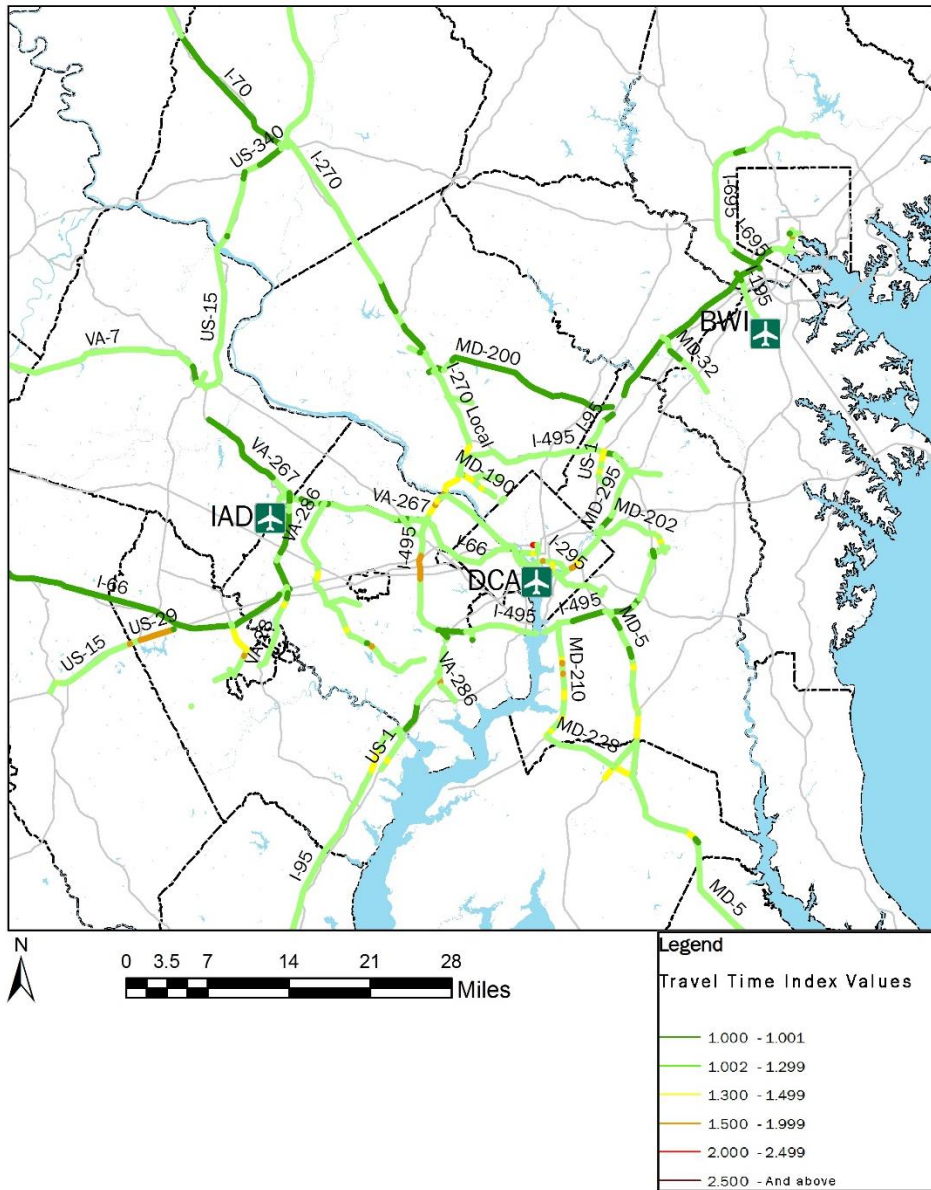 I-70
US-340
I-270
I-695
I-695
I-195
BWI
US-15
VA-7
MD-32
MD-200
I-270 Local
I-95
I-495
US-1
MD-190
MD-295
VA-267
VA-267
MD-202
IAD
VA-286
I-495
I-66
I-295
DCA
I-66
I-495
I-495
MD-5
US-29
US-15
VA-286
MD-210
US-1
MD-228
I-95
MD-5
N
0 3.5 7 14 21 28
Miles
Legend
Travel Time Index Values
1.000 - 1.001
1.002 - 1.299
1.300 - 1.499
1.500 - 1.999
2.000 - 2.499
2.500 - And above